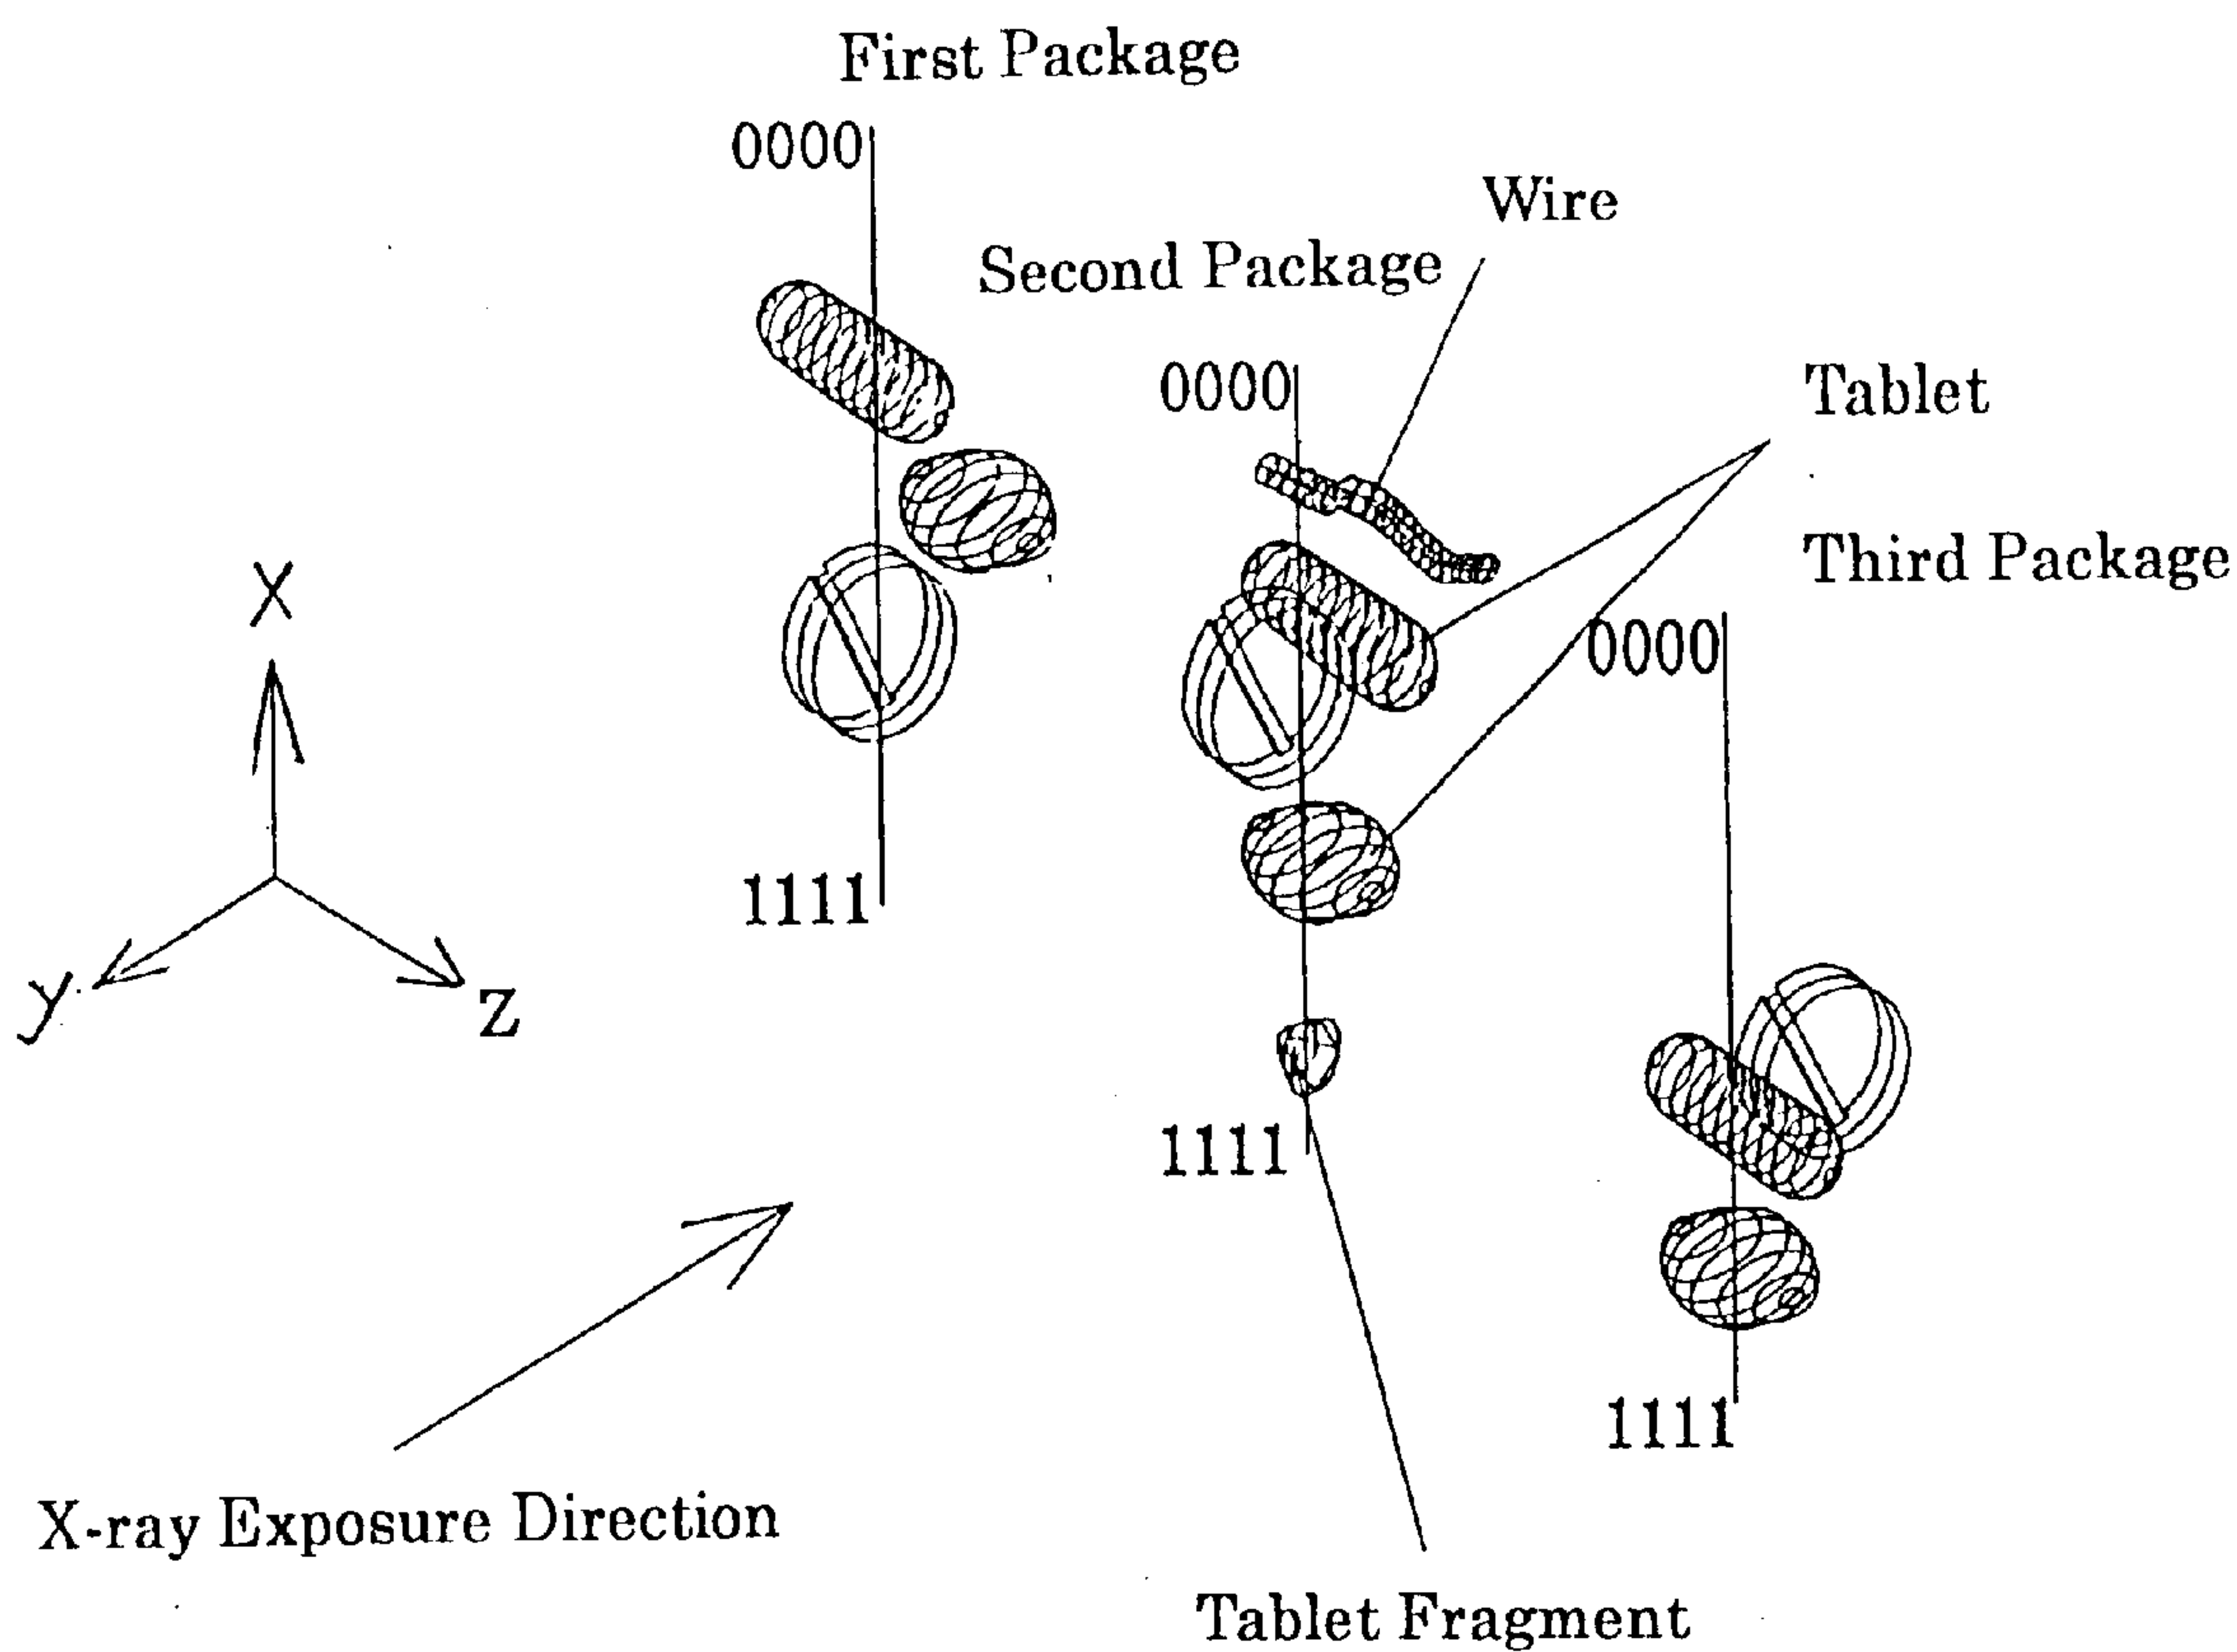 First Package
0000
Wire
Second Package
0000
Tablet
Third Package
X
0000
1111
y
z
1111
1111
X-ray Exposure Direction
Tablet Fragment